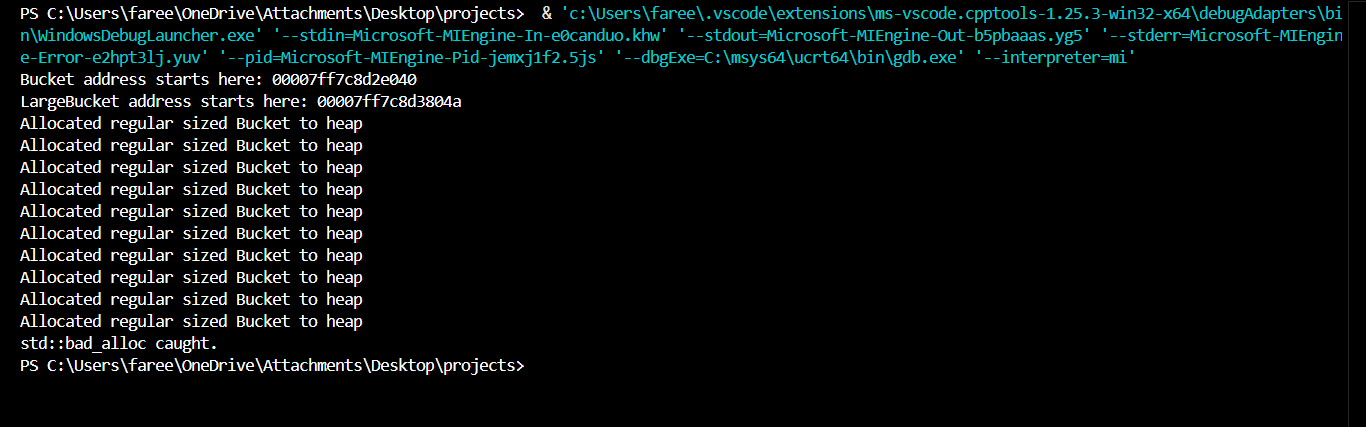 PS C:\Users\faree\OneDrive\Attachments\Desktop\projects>  & 'c:\Users\faree\.vscode\extensions\ms-vscode.cpptools-1.25.3-win32-x64\debugAdapters\bi
n\WindowsDebugLauncher.exe' '--stdin=Microsoft-MIEngine-In-e0canduo.khw' '--stdout=Microsoft-MIEngine-Out-b5pbaaas.yg5' '--stderr=Microsoft-MIEngin
e-Error-e2hpt3lj.yuv' '--pid=Microsoft-MIEngine-Pid-jemxj1f2.5js' '--dbgExe=C:\msys64\ucrt64\bin\gdb.exe' '--interpreter=mi'
Bucket address starts here: 00007ff7c8d2e040
LargeBucket address starts here: 00007ff7c8d3804a
Allocated regular sized Bucket to heap
Allocated regular sized Bucket to heap
Allocated regular sized Bucket to heap
Allocated regular sized Bucket to heap
Allocated regular sized Bucket to heap
Allocated regular sized Bucket to heap
Allocated regular sized Bucket to heap
Allocated regular sized Bucket to heap
Allocated regular sized Bucket to heap
Allocated regular sized Bucket to heap
std::bad_alloc caught.
PS C:\Users\faree\OneDrive\Attachments\Desktop\projects>